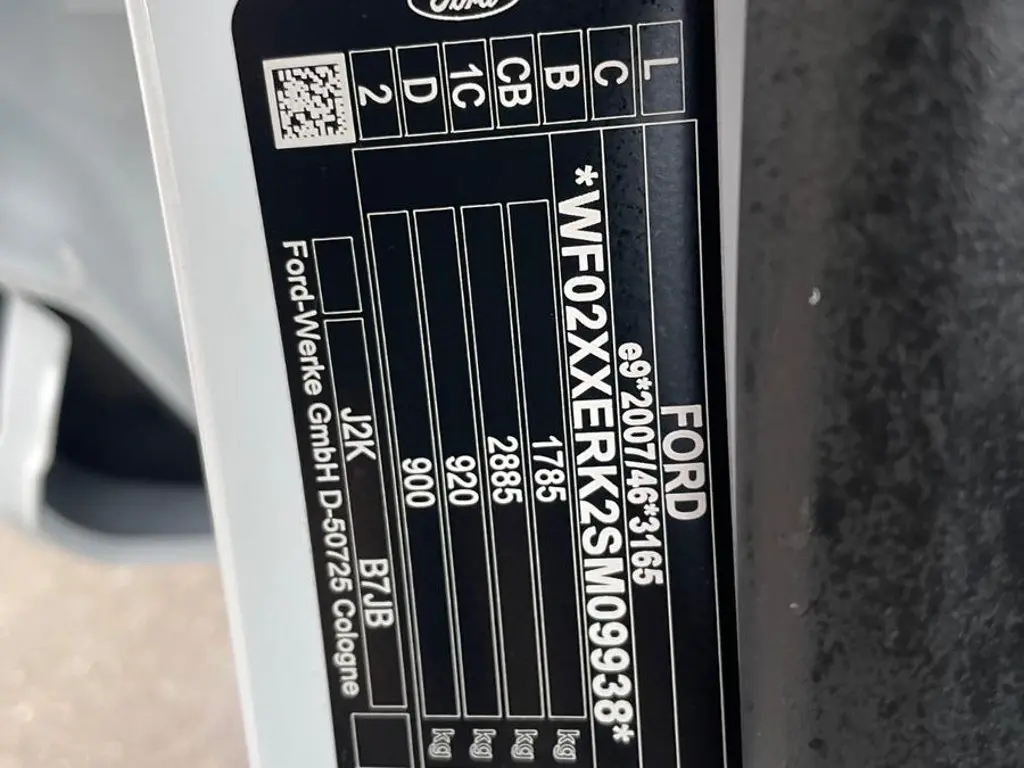 Ford
L FORD
C e9*2007/46*3165
B *WF02XXERK2SM09938*
CB 1785 kg
1C 2885 kg
D 920 kg
2 900 kg
J2K B7JB
Ford-Werke GmbH D-50725 Cologne